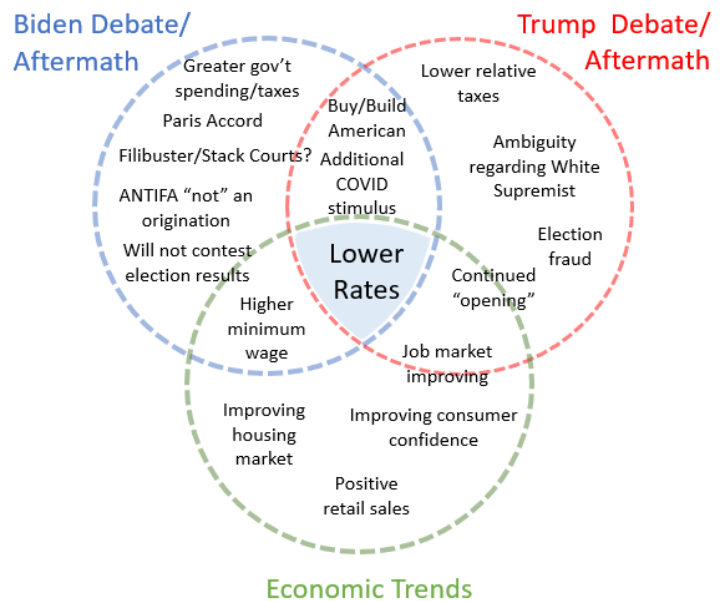 Biden Debate/
Aftermath
Trump Debate/
Aftermath
Greater gov't
spending/taxes
Paris Accord
Filibuster/Stack Courts?
ANTIFA “not” an
origination
Will not contest
election results
Buy/Build
American
Additional
COVID
stimulus
Lower relative
taxes
Ambiguity
regarding White
Supremist
Election
fraud
Lower
Rates
Continued
“opening”
Higher
minimum
wage
Job market
improving
Improving
housing
market
Improving consumer
confidence
Positive
retail sales
Economic Trends